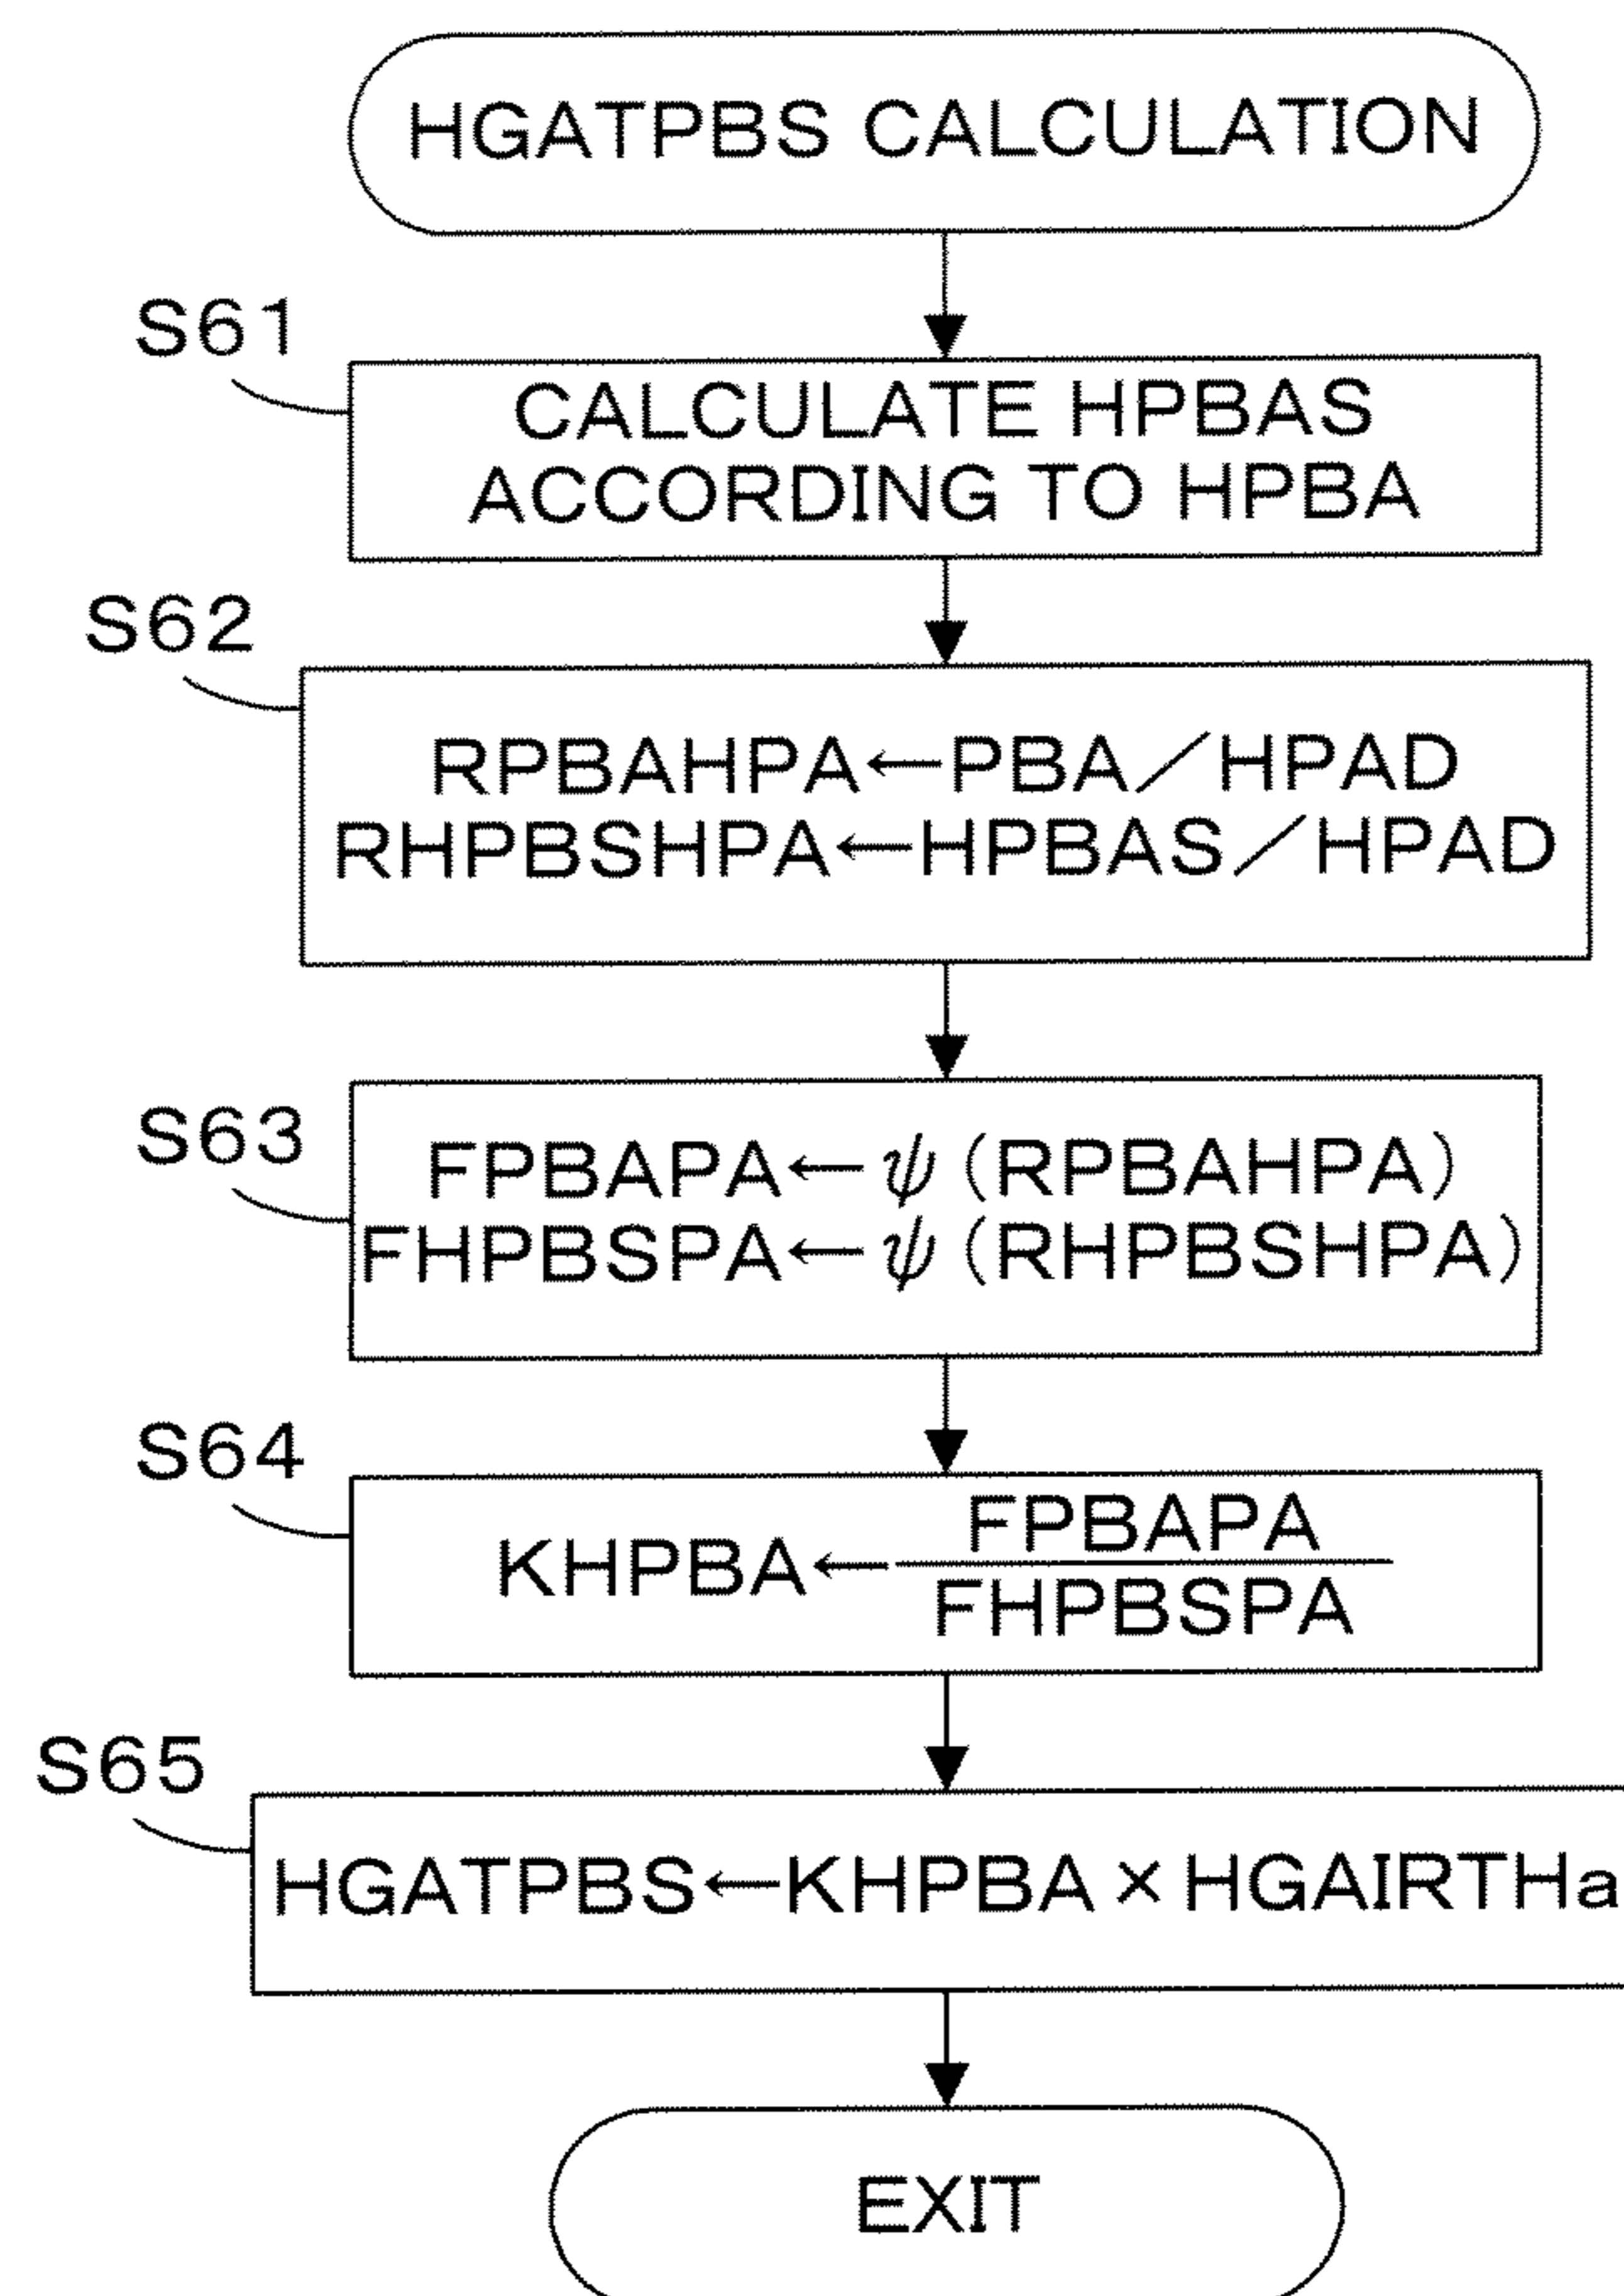 HGATPBS CALCULATION
S61
CALCULATE HPBAS
ACCORDING TO HPBA
S62
RPBAHPA←PBA／HPAD
RHPBSHPA←HPBAS／HPAD
S63
FPBAPA←ψ(RPBAHPA)
FHPBSPA←ψ(RHPBSHPA)
S64
FPBAPA
KHPBA←
FHPBSPA
S65
HGATPBS←KHPBA×HGAIRTHa
EXIT